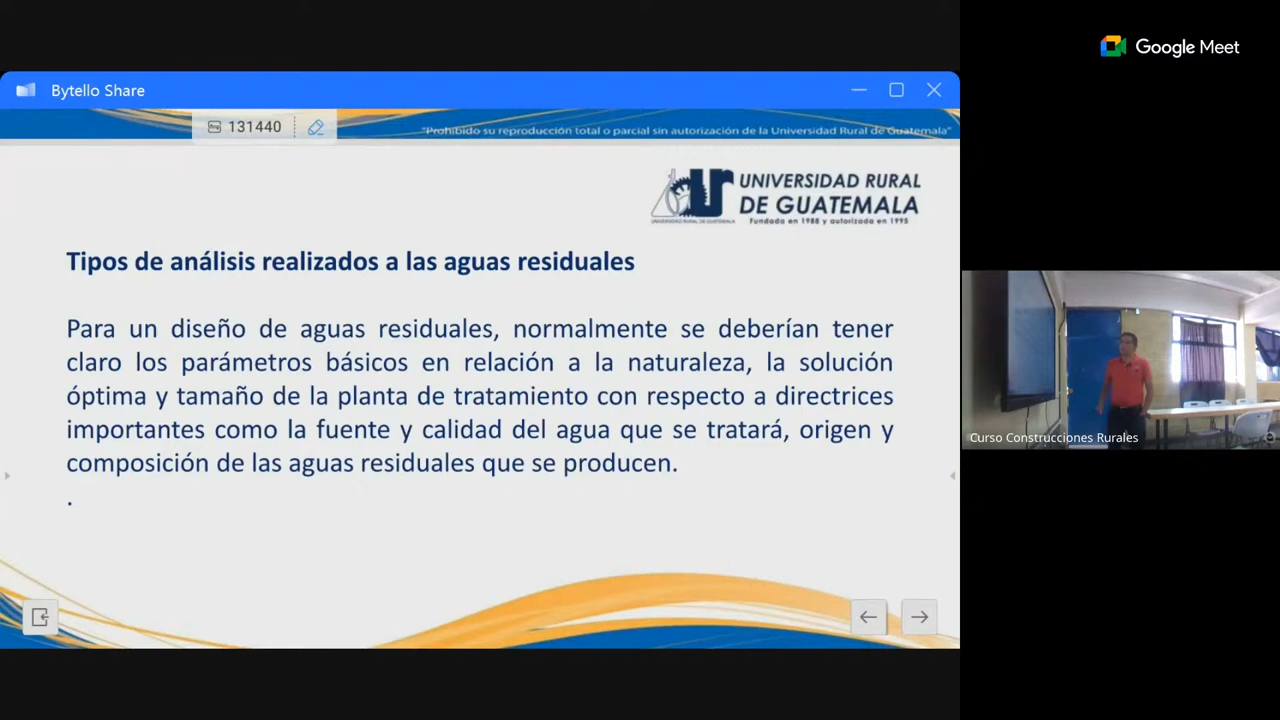 Google Meet
Bytello Share
131440
"Prohibido su reproducción total o parcial sin autorización de la Universidad Rural de Guatemala"
UNIVERSIDAD RURAL
DE GUATEMALA
Fundada en 1988 y autorizada en 1995
UNIVERSIDAD RURAL DE GUATEMALA
Tipos de análisis realizados a las aguas residuales
Para un diseño de aguas residuales, normalmente se deberían tener
claro los parámetros básicos en relación a la naturaleza, la solución
óptima y tamaño de la planta de tratamiento con respecto a directrices
importantes como la fuente y calidad del agua que se tratará, origen y
composición de las aguas residuales que se producen.
.
Curso Construcciones Rurales